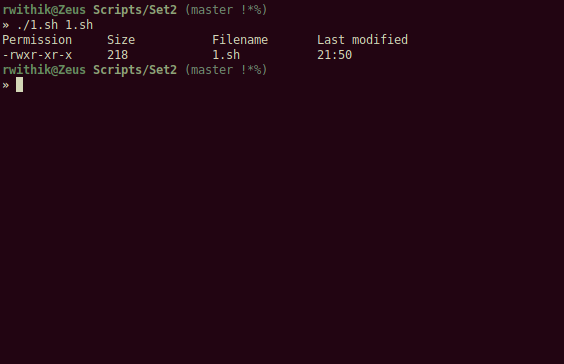 rwithik@Zeus Scripts/Set2 (master !*%)
» ./1.sh 1.sh
Permission     Size           Filename       Last modified
-rwxr-xr-x     218            1.sh           21:50
rwithik@Zeus Scripts/Set2 (master !*%)
»